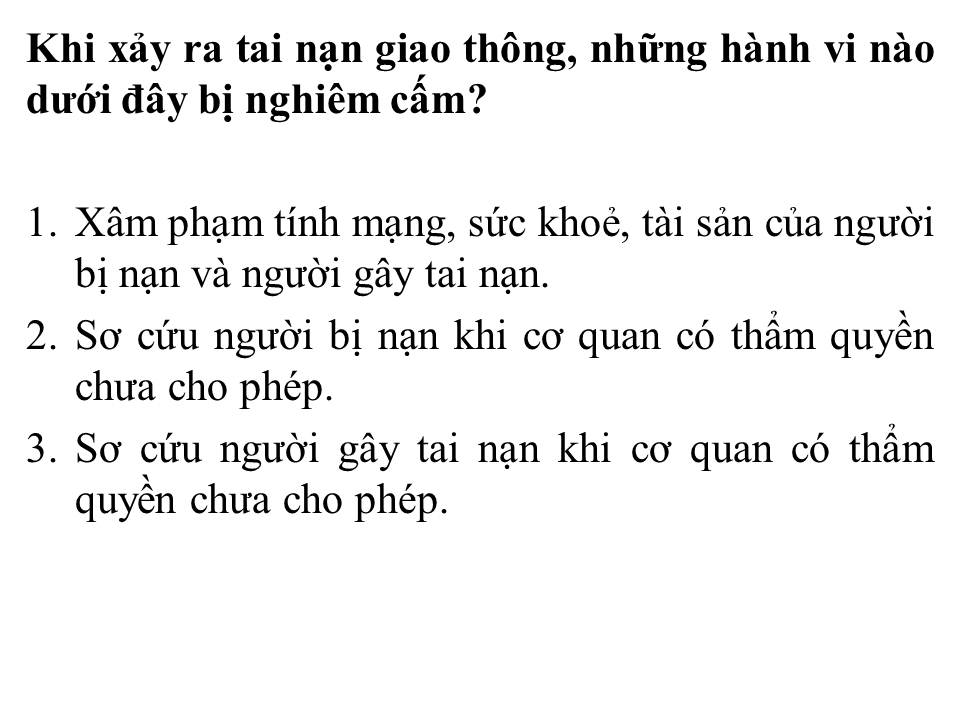 Khi xảy ra tai nạn giao thông, những hành vi nào
dưới đây bị nghiêm cấm?
1. Xâm phạm tính mạng, sức khoẻ, tài sản của người
bị nạn và người gây tai nạn.
2. Sơ cứu người bị nạn khi cơ quan có thẩm quyền
chưa cho phép.
3. Sơ cứu người gây tai nạn khi cơ quan có thẩm
quyền chưa cho phép.